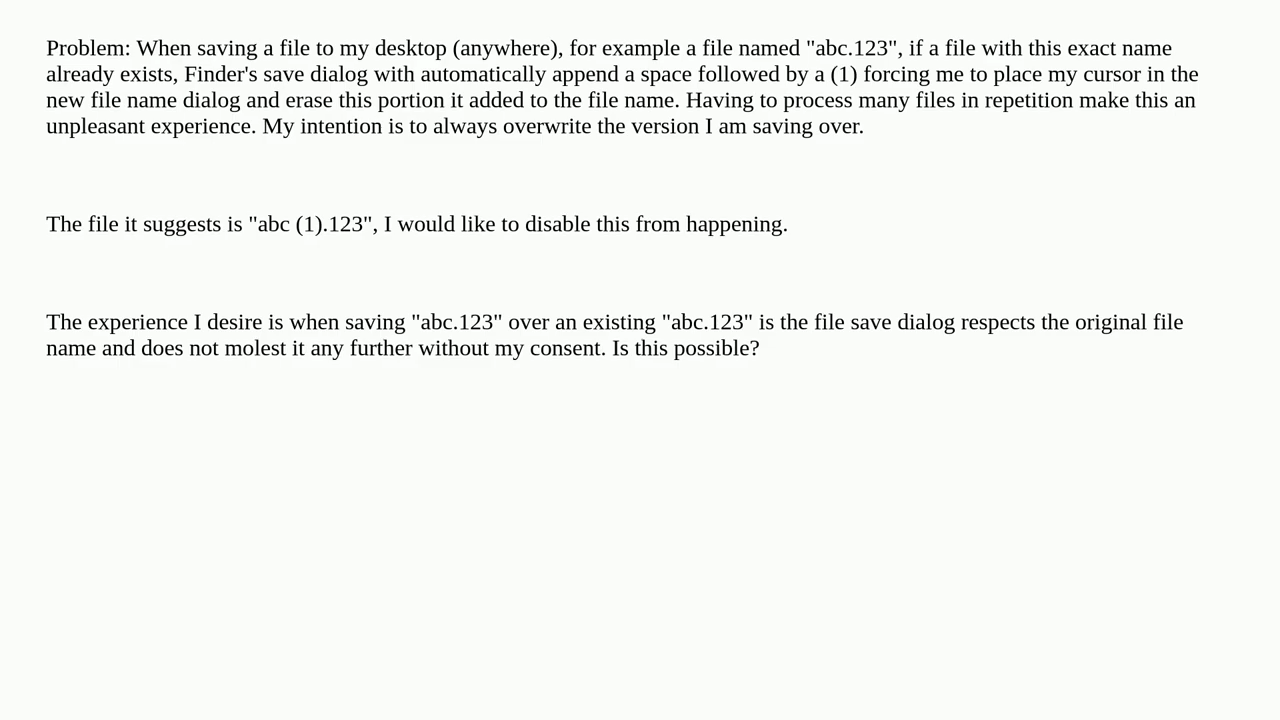 Problem: When saving a file to my desktop (anywhere), for example a file named "abc.123", if a file with this exact name
already exists, Finder's save dialog with automatically append a space followed by a (1) forcing me to place my cursor in the
new file name dialog and erase this portion it added to the file name. Having to process many files in repetition make this an
unpleasant experience. My intention is to always overwrite the version I am saving over.
The file it suggests is "abc (1).123", I would like to disable this from happening.
The experience I desire is when saving "abc.123" over an existing "abc.123" is the file save dialog respects the original file
name and does not molest it any further without my consent. Is this possible?